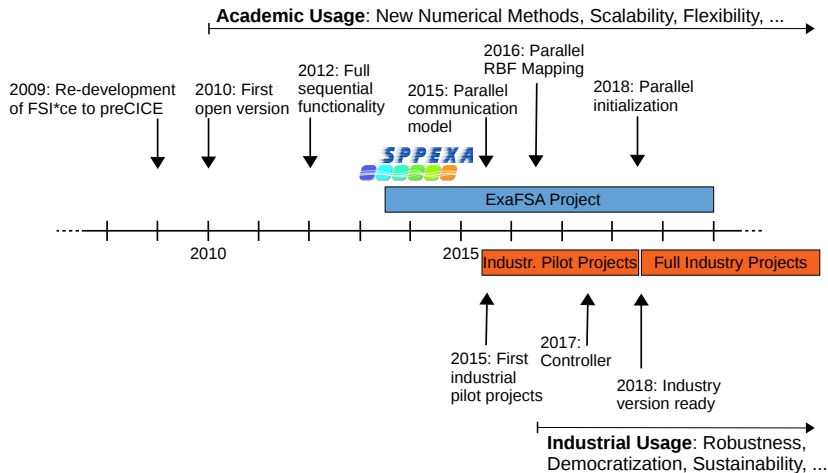 Academic Usage: New Numerical Methods, Scalability, Flexibility, ...
2009: Re-development
of FSI*ce to preCICE
2010: First
open version
2012: Full
sequential
functionality
2015: Parallel
communication
model
2016: Parallel
RBF Mapping
2018: Parallel
initialization
SPPEXA
ExaFSA Project
2010
2015
Industr. Pilot Projects
Full Industry Projects
2015: First
industrial
pilot projects
2017:
Controller
2018: Industry
version ready
Industrial Usage: Robustness,
Democratization, Sustainability, ...